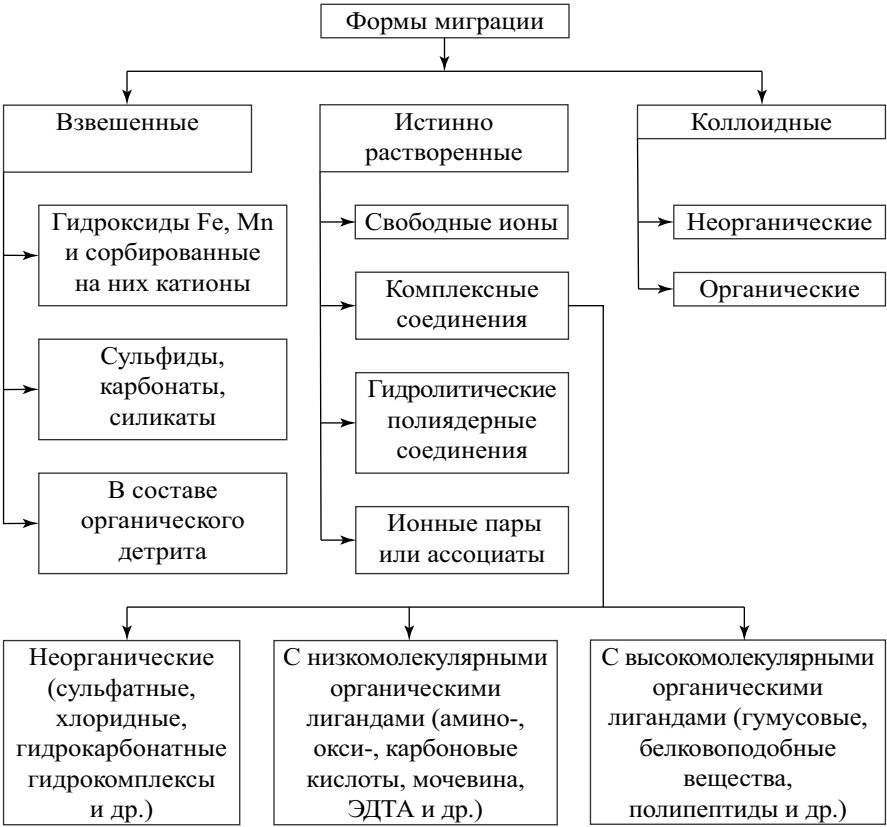 Формы миграции
Взвешенные
Истинно
растворенные
Коллоидные
Гидроксиды Fe, Mn
и сорбированные
на них катионы
Сульфиды,
карбонаты,
силикаты
В составе
органического
детрита
Свободные ионы
Комплексные
соединения
Гидролитические
полиядерные
соединения
Ионные пары
или ассоциаты
Неорганические
Органические
Неорганические
(сульфатные,
хлоридные,
гидрокарбонатные
гидрокомплексы
и др.)
С низкомолекулярными
органическими
лигандами (амино-,
окси-, карбоновые
кислоты, мочевина,
ЭДТА и др.)
С высокомолекулярными
органическими
лигандами (гумусовые,
белковоподобные
вещества,
полипептиды и др.)